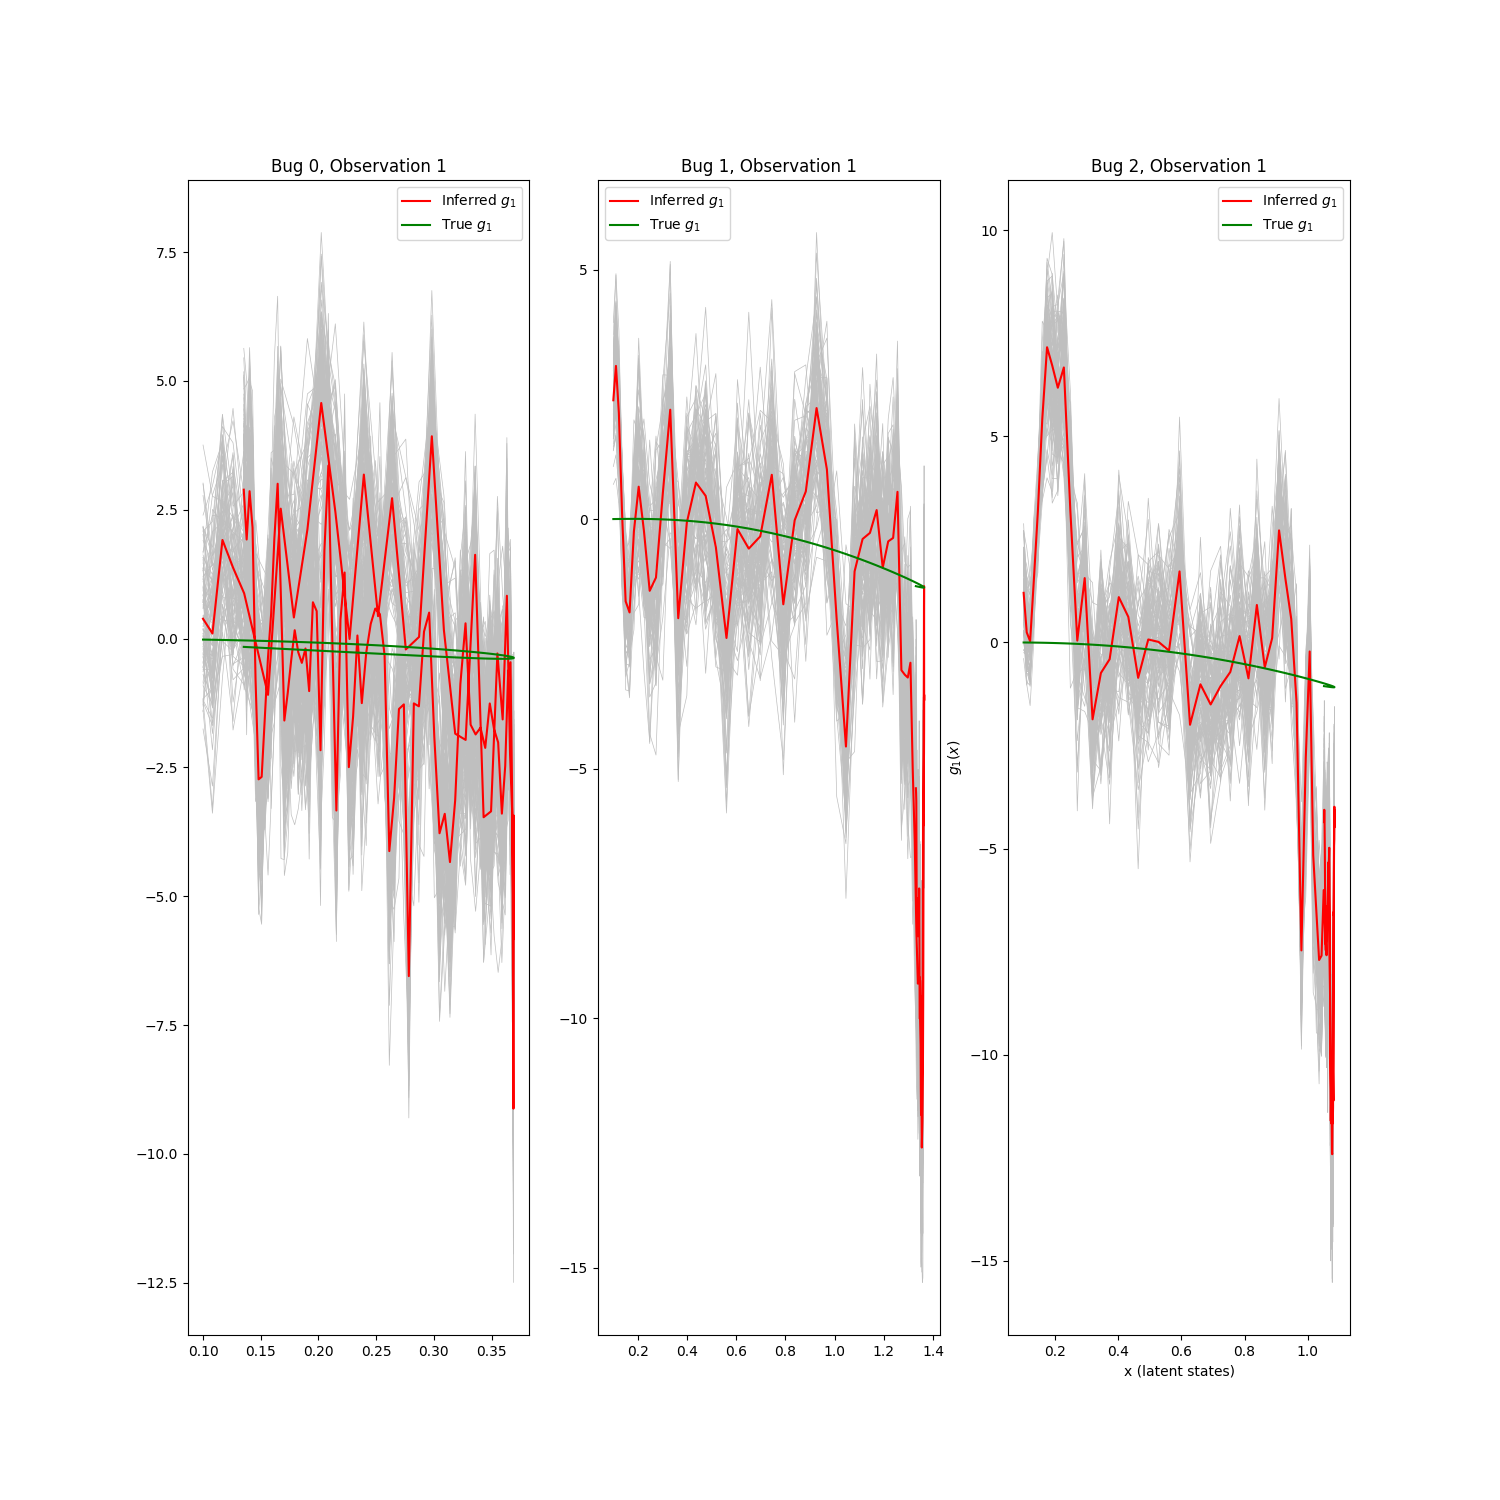 Bug 0, Observation 1
Inferred g₁
True g₁
7.5
5.0
2.5
0.0
−2.5
−5.0
−7.5
−10.0
−12.5
0.10 0.15 0.20 0.25 0.30 0.35
Bug 1, Observation 1
Inferred g₁
True g₁
5
0
−5
−10
−15
0.2 0.4 0.6 0.8 1.0 1.2 1.4
Bug 2, Observation 1
Inferred g₁
True g₁
g₁(x)
10
5
0
−5
−10
−15
0.2 0.4 0.6 0.8 1.0
x (latent states)